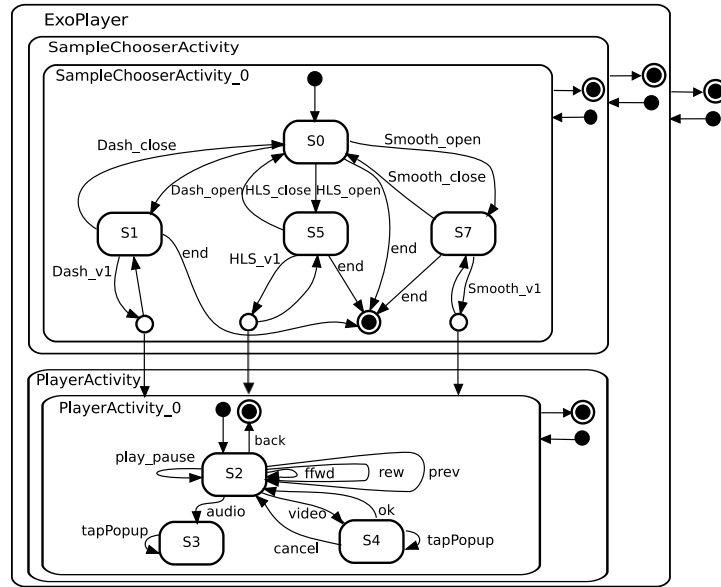 ExoPlayer
SampleChooserActivity
SampleChooserActivity_0
S0
Dash_close
Smooth_open
Smooth_close
Dash_open
HLS_close
HLS_open
S1
S5
S7
end
HLS_v1
end
end
Dash_v1
end
Smooth_v1
PlayerActivity
PlayerActivity_0
back
play_pause
S2
ffwd
rew
prev
audio
video
ok
tapPopup
S3
cancel
S4
tapPopup